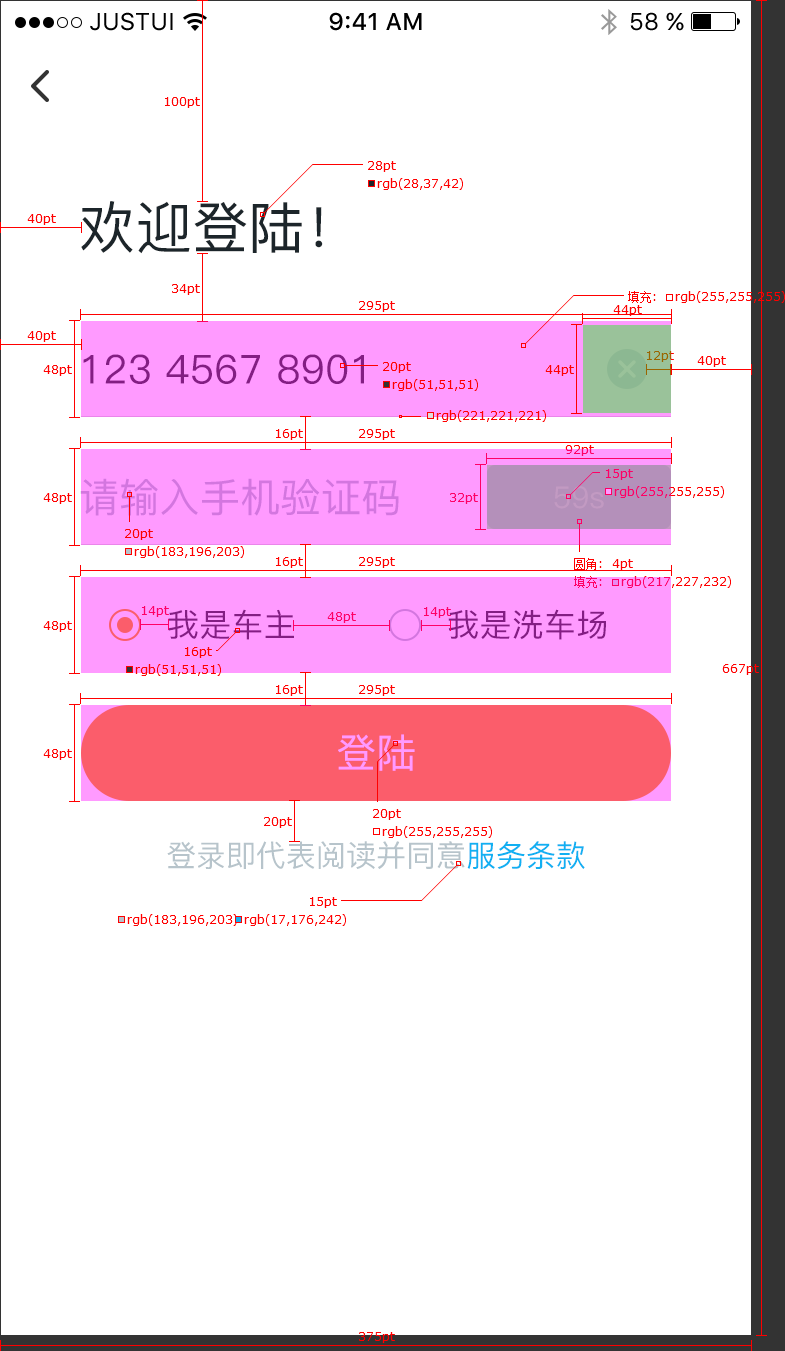 JUSTUI 9:41 AM 58 %
100pt
28pt
rgb(28,37,42)
40pt
欢迎登陆！
34pt
填充: rgb(255,255,255)
295pt
44pt
40pt
12pt
40pt
48pt
123 4567 8901
20pt
44pt
rgb(51,51,51)
rgb(221,221,221)
16pt
295pt
92pt
48pt
请输入手机验证码
32pt
59s
15pt
rgb(255,255,255)
20pt
rgb(183,196,203)
16pt
295pt
圆角: 4pt
填充: rgb(217,227,232)
48pt
14pt
我是车主
48pt
14pt
我是洗车场
16pt
rgb(51,51,51)
667pt
16pt
295pt
48pt
登陆
20pt
20pt
rgb(255,255,255)
登录即代表阅读并同意服务条款
15pt
rgb(183,196,203)
rgb(17,176,242)
375pt